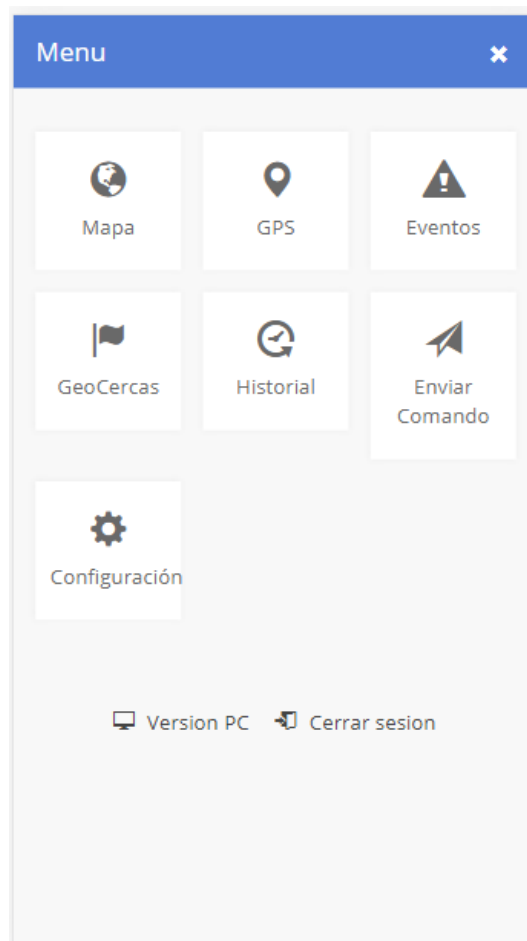 Menu
Mapa
GPS
Eventos
GeoCercas
Historial
Enviar
Comando
Configuración
Version PC
Cerrar sesion